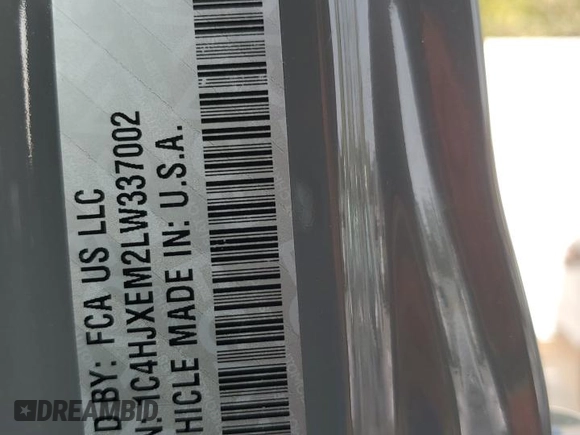 D BY: FCA US LLC
N: 1C4HJXEM2LW337002
HICLE MADE IN: U.S.A.
DREAMBID